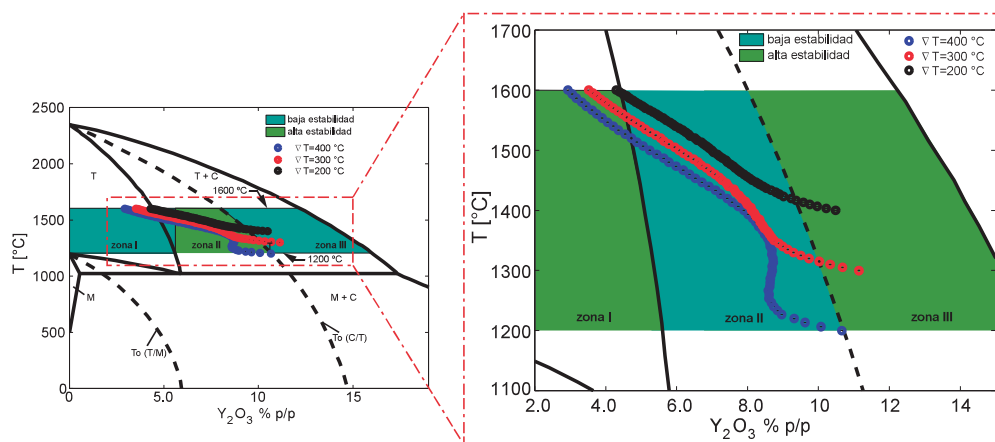 2500
2000
1500
1000
500
0
0
5
10
15
T [°C]
Y₂O₃ % p/p
baja estabilidad
alta estabilidad
∇ T=400 °C
∇ T=300 °C
∇ T=200 °C
T
T + C
1600 °C
zona I
zona II
zona III
1200 °C
M
M + C
To (T/M)
To (C/T)
1700
1600
1500
1400
1300
1200
1100
2.0
4.0
6.0
8.0
10
12
14
T [°C]
Y₂O₃ % p/p
baja estabilidad
alta estabilidad
∇ T=400 °C
∇ T=300 °C
∇ T=200 °C
zona I
zona II
zona III